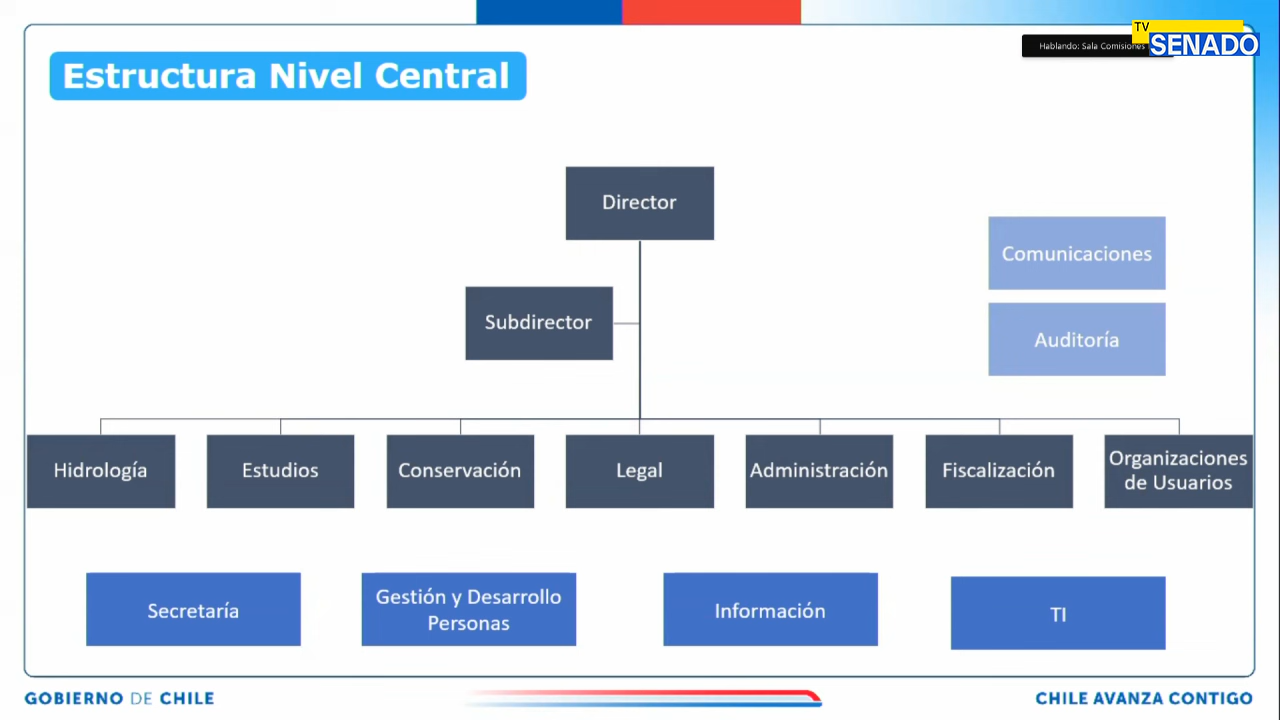 TV
SENADO
Hablando: Sala Comisiones
Estructura Nivel Central
Director
Comunicaciones
Subdirector
Auditoría
Hidrología
Estudios
Conservación
Legal
Administración
Fiscalización
Organizaciones
de Usuarios
Secretaría
Gestión y Desarrollo
Personas
Información
TI
GOBIERNO DE CHILE
CHILE AVANZA CONTIGO